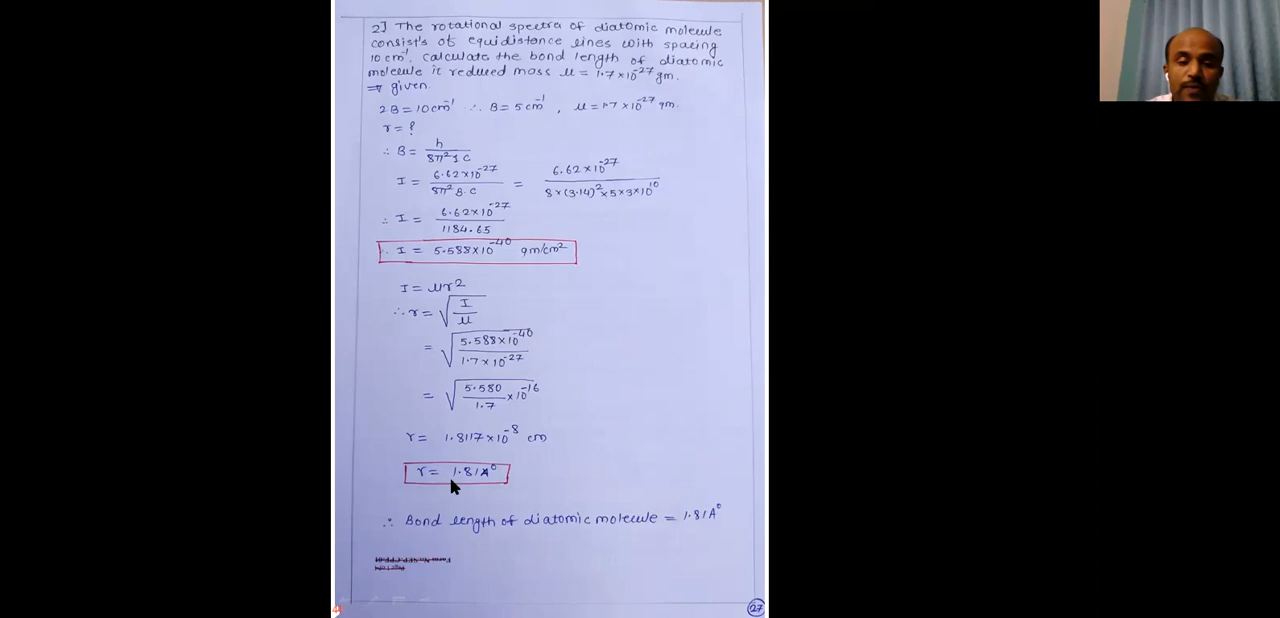 2] The rotational spectra of diatomic molecule
consist's of equidistance lines with spacing
10 cm⁻¹. Calculate the bond length of diatomic
molecule if reduced mass μ = 1.7×10⁻²⁷ gm.
⇒ given.
2B = 10 cm⁻¹ ∴ B = 5 cm⁻¹ , μ = 1.7×10⁻²⁷ gm.
r = ?
∴ B = h / 8π² I C
I = 6.62×10⁻²⁷ / 8π² B.C = 6.62×10⁻²⁷ / 8×(3.14)²×5×3×10¹⁰
∴ I = 6.62×10⁻²⁷ / 1184.65
∴ I = 5.588×10⁻⁴⁰ gm/cm²
I = μr²
∴ r = √(I / μ)
= √(5.588×10⁻⁴⁰ / 1.7×10⁻²⁷)
= √(5.580 / 1.7 ×10⁻¹⁶)
r = 1.8117×10⁻⁸ cm
r = 1.81A⁰
∴ Bond length of diatomic molecule = 1.81A⁰
27